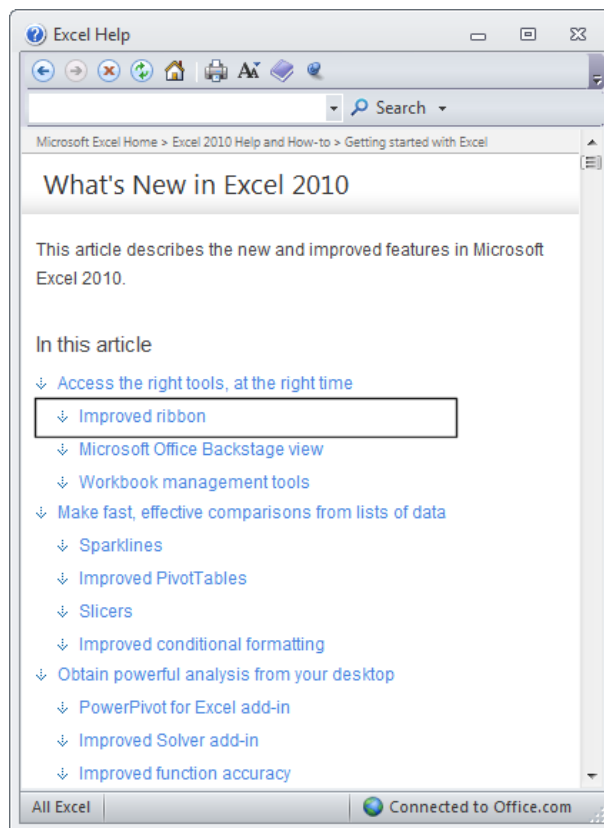 Excel Help
Search
Microsoft Excel Home > Excel 2010 Help and How-to > Getting started with Excel
What's New in Excel 2010
This article describes the new and improved features in Microsoft
Excel 2010.
In this article
Access the right tools, at the right time
Improved ribbon
Microsoft Office Backstage view
Workbook management tools
Make fast, effective comparisons from lists of data
Sparklines
Improved PivotTables
Slicers
Improved conditional formatting
Obtain powerful analysis from your desktop
PowerPivot for Excel add-in
Improved Solver add-in
Improved function accuracy
All Excel Connected to Office.com